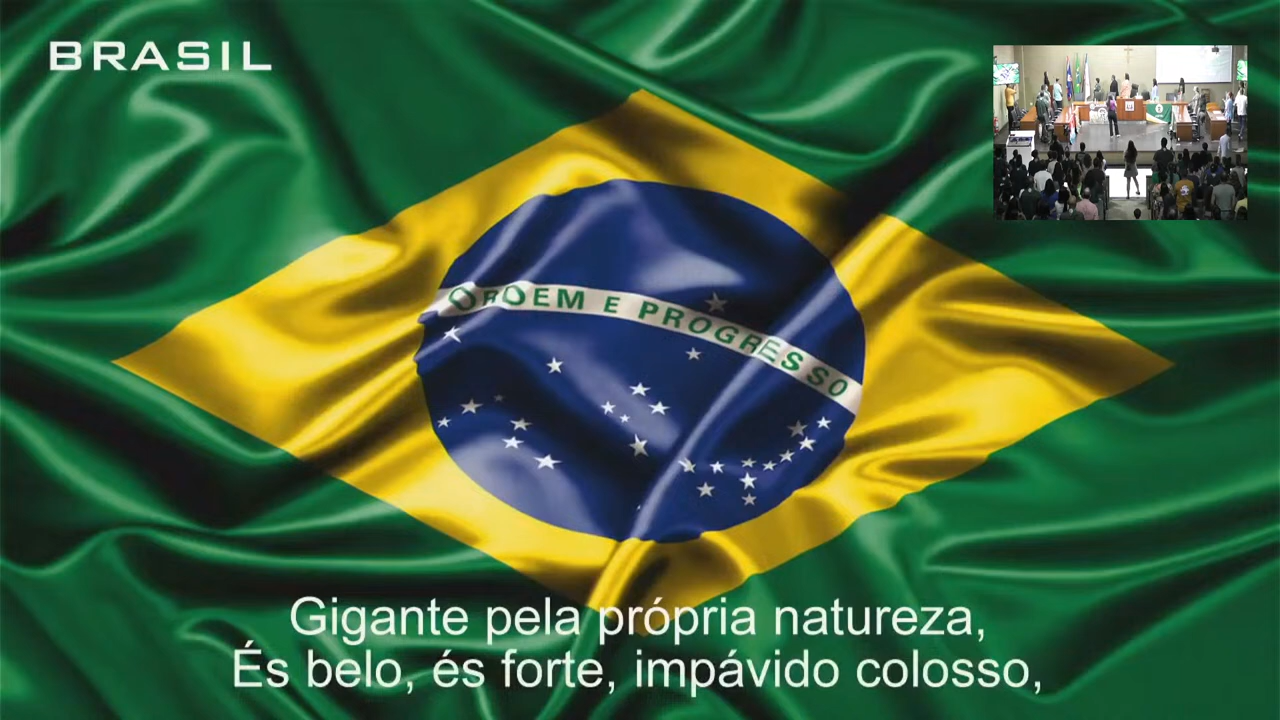 BRASIL
ORDEM E PROGRESSO
Gigante pela própria natureza,
És belo, és forte, impávido colosso,